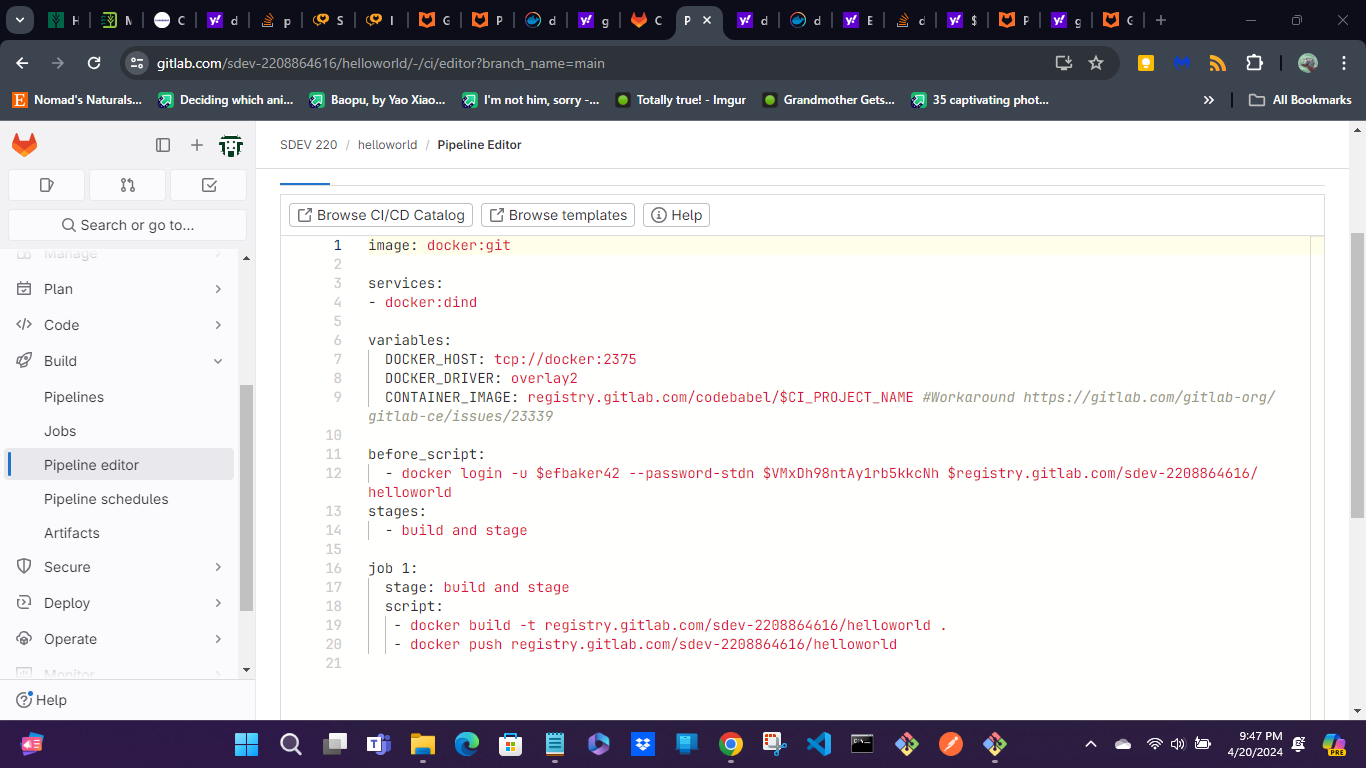 gitlab.com/sdev-2208864616/helloworld/-/ci/editor?branch_name=main
Nomad's Naturals...
Deciding which ani...
Baopu, by Yao Xiao...
I'm not him, sorry -...
Totally true! - Imgur
Grandmother Gets...
35 captivating phot...
All Bookmarks
SDEV 220 / helloworld / Pipeline Editor
Search or go to...
Manage
Plan
Code
Build
Pipelines
Jobs
Pipeline editor
Pipeline schedules
Artifacts
Secure
Deploy
Operate
Monitor
Help
Browse CI/CD Catalog
Browse templates
Help
1 image: docker:git
2
3 services:
4 - docker:dind
5
6 variables:
7 DOCKER_HOST: tcp://docker:2375
8 DOCKER_DRIVER: overlay2
9 CONTAINER_IMAGE: registry.gitlab.com/codebabel/$CI_PROJECT_NAME #Workaround https://gitlab.com/gitlab-org/
gitlab-ce/issues/23339
10
11 before_script:
12 - docker login -u $efbaker42 --password-stdn $VMxDh98ntAy1rb5kkcNh $registry.gitlab.com/sdev-2208864616/
helloworld
13 stages:
14 - build and stage
15
16 job 1:
17 stage: build and stage
18 script:
19 - docker build -t registry.gitlab.com/sdev-2208864616/helloworld .
20 - docker push registry.gitlab.com/sdev-2208864616/helloworld
21
9:47 PM
4/20/2024